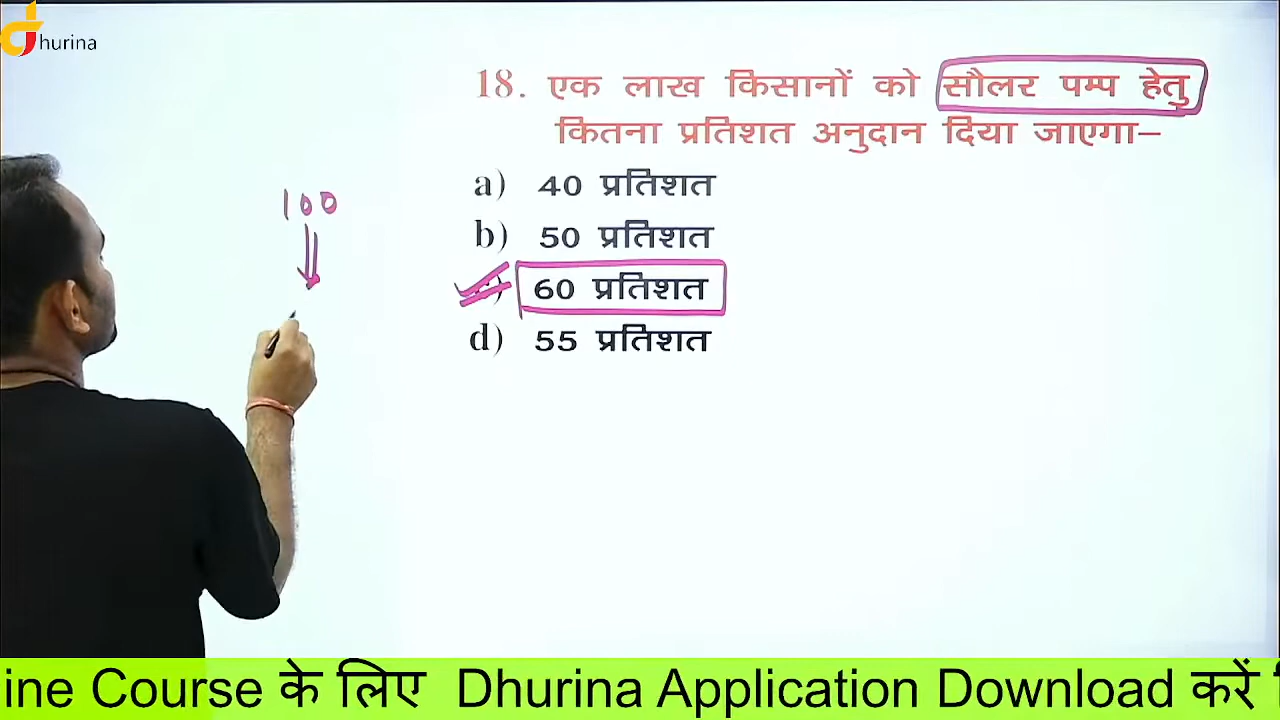 hurina
18. एक लाख किसानों को सौलर पम्प हेतु
कितना प्रतिशत अनुदान दिया जाएगा–
a) 40 प्रतिशत
b) 50 प्रतिशत
c) 60 प्रतिशत
d) 55 प्रतिशत
100
ine Course के लिए Dhurina Application Download करें